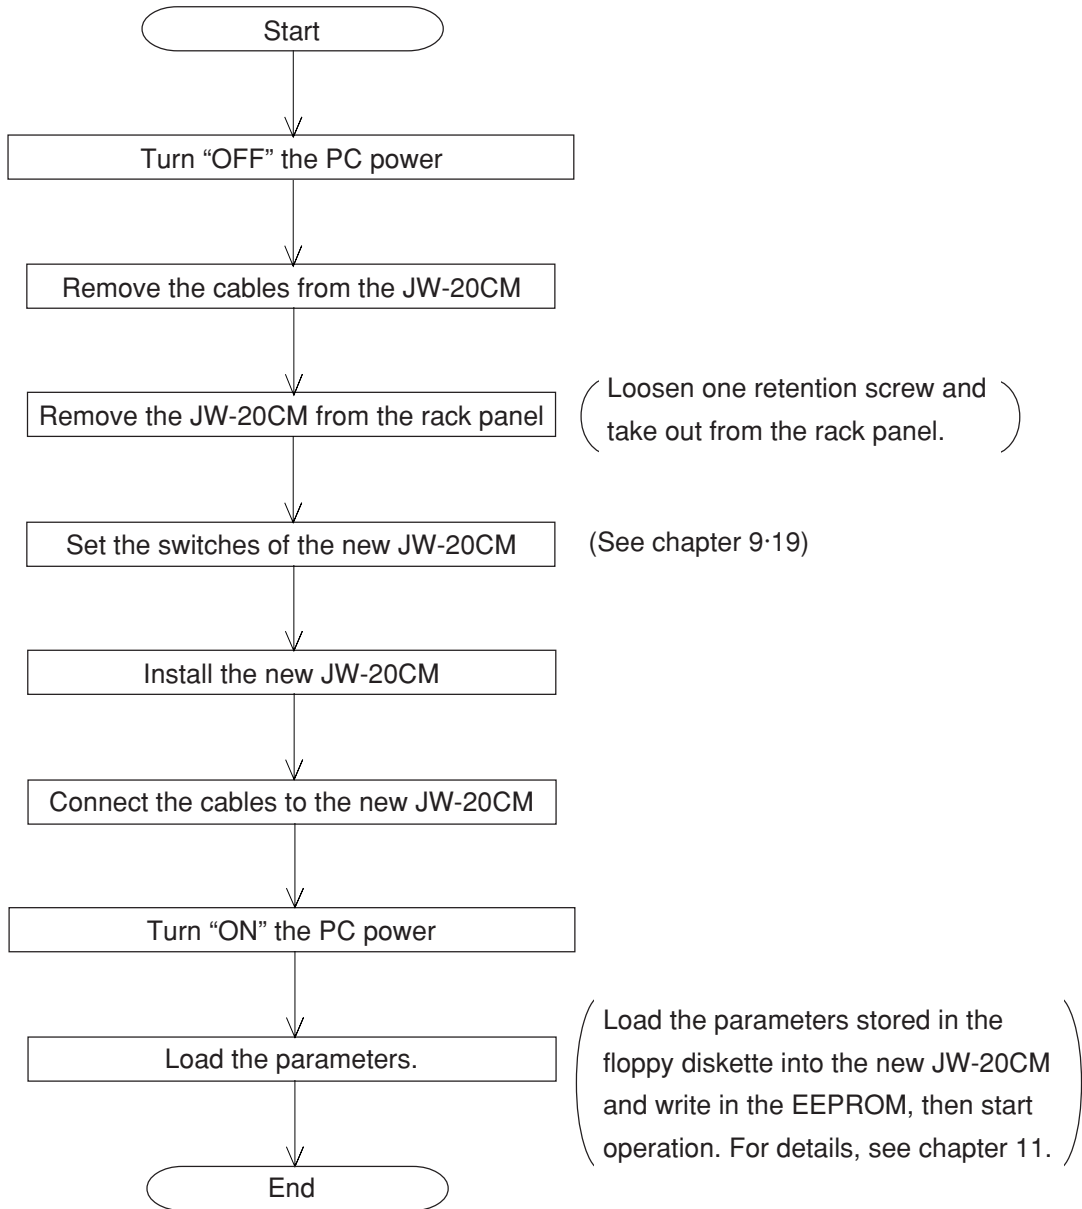 Start
Turn “OFF” the PC power
Remove the cables from the JW-20CM
Remove the JW-20CM from the rack panel
Loosen one retention screw and
take out from the rack panel.
Set the switches of the new JW-20CM
(See chapter 9·19)
Install the new JW-20CM
Connect the cables to the new JW-20CM
Turn “ON” the PC power
Load the parameters.
Load the parameters stored in the
floppy diskette into the new JW-20CM
and write in the EEPROM, then start
operation. For details, see chapter 11.
End